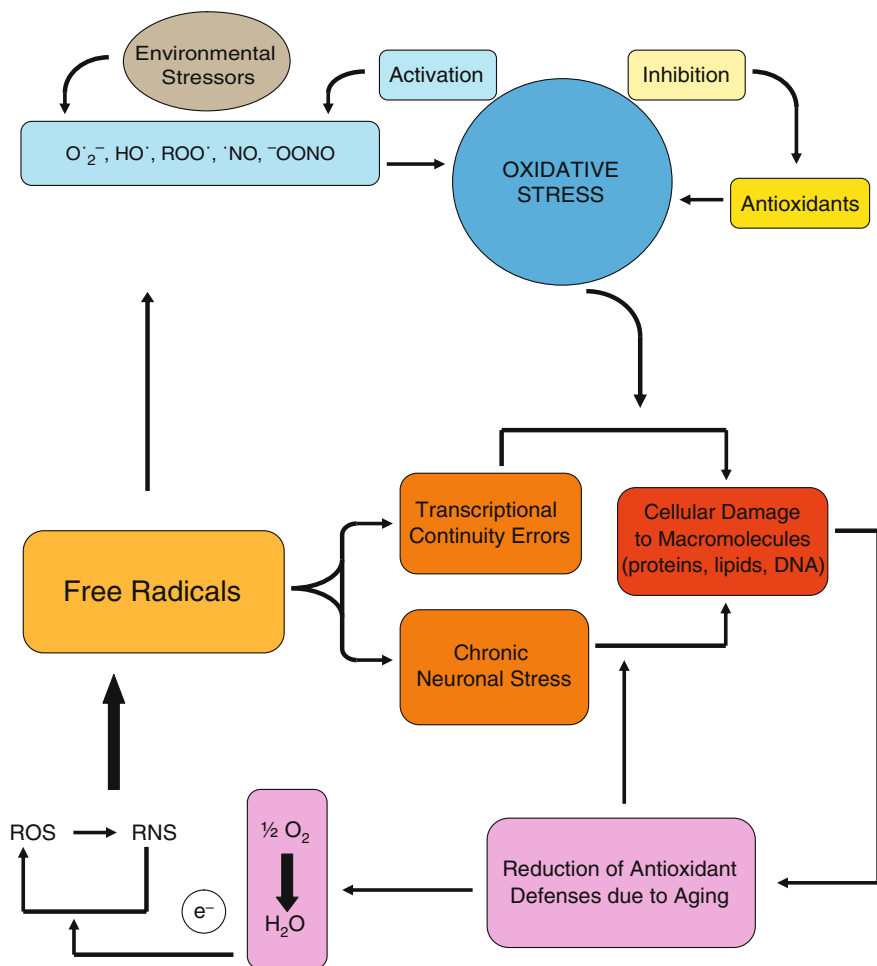 Environmental
Stressors
Activation
Inhibition
O˙₂⁻, HO˙, ROO˙, ˙NO, ⁻OONO
OXIDATIVE
STRESS
Antioxidants
Transcriptional
Continuity Errors
Cellular Damage
to Macromolecules
(proteins, lipids, DNA)
Free Radicals
Chronic
Neuronal Stress
ROS
RNS
½ O₂
H₂O
e⁻
Reduction of Antioxidant
Defenses due to Aging